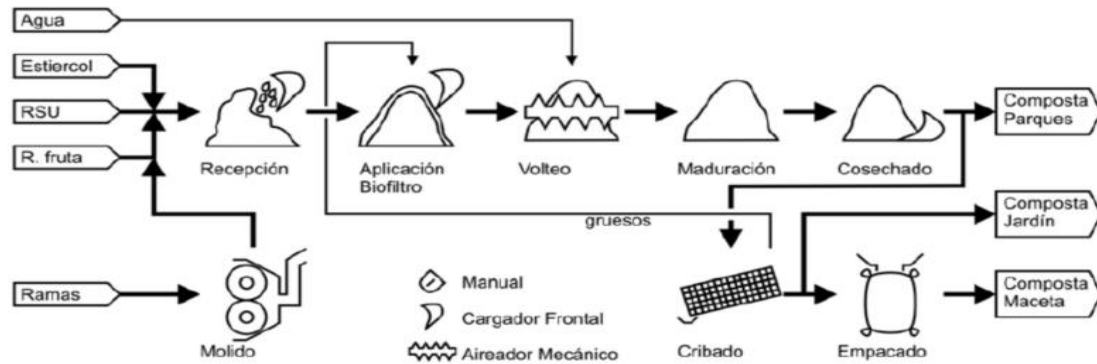 Agua
Estiercol
RSU
R. fruta
Ramas
Recepción
Aplicación
Biofiltro
Volteo
Maduración
Cosechado
Composta
Parques
gruesos
Composta
Jardín
Molido
Manual
Cargador Frontal
Aireador Mecánico
Cribado
Empacado
Composta
Maceta